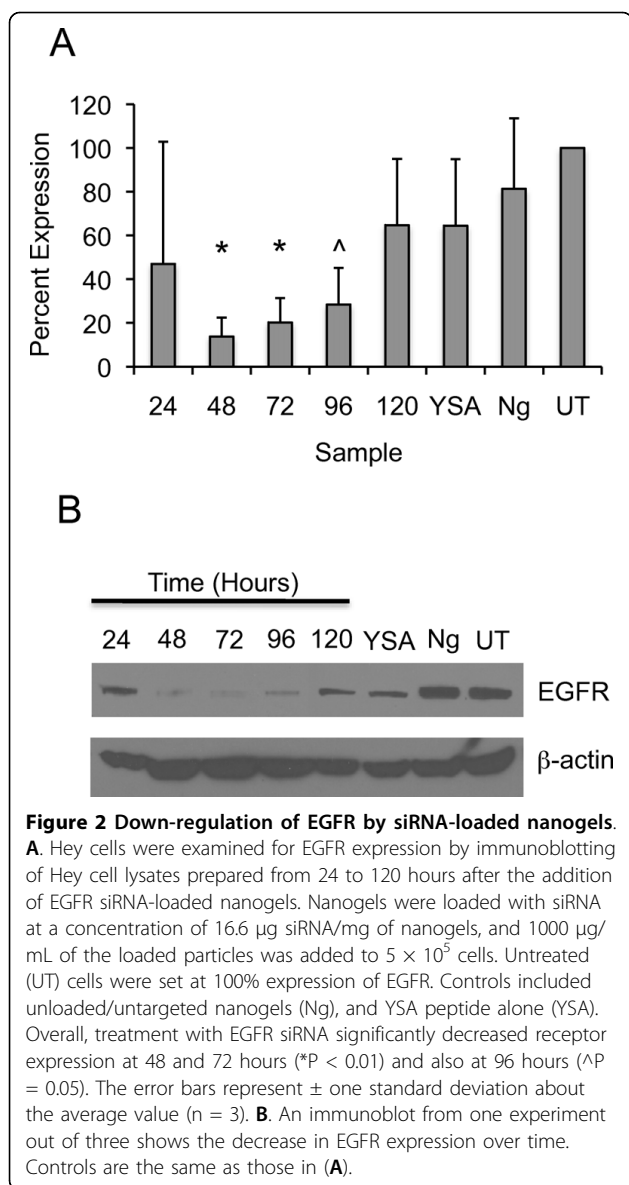 A
120
100
80
60
40
20
0
Percent Expression
* * ^
24 48 72 96 120 YSA Ng UT
Sample
B
Time (Hours)
24 48 72 96 120 YSA Ng UT
EGFR
β-actin
Figure 2 Down-regulation of EGFR by siRNA-loaded nanogels.
A. Hey cells were examined for EGFR expression by immunoblotting
of Hey cell lysates prepared from 24 to 120 hours after the addition
of EGFR siRNA-loaded nanogels. Nanogels were loaded with siRNA
at a concentration of 16.6 μg siRNA/mg of nanogels, and 1000 μg/
mL of the loaded particles was added to 5 × 10⁵ cells. Untreated
(UT) cells were set at 100% expression of EGFR. Controls included
unloaded/untargeted nanogels (Ng), and YSA peptide alone (YSA).
Overall, treatment with EGFR siRNA significantly decreased receptor
expression at 48 and 72 hours (*P < 0.01) and also at 96 hours (^P
= 0.05). The error bars represent ± one standard deviation about
the average value (n = 3). B. An immunoblot from one experiment
out of three shows the decrease in EGFR expression over time.
Controls are the same as those in (A).